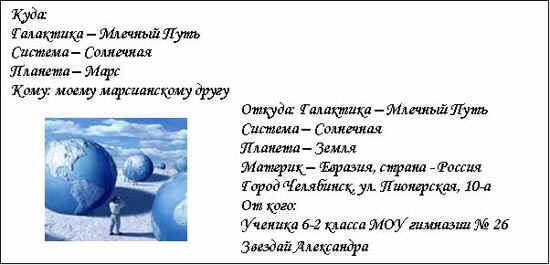 Куда:
Галактика – Млечный Путь
Система – Солнечная
Планета – Марс
Кому: моему марсианскому другу
Откуда: Галактика – Млечный Путь
Система – Солнечная
Планета – Земля
Материк – Евразия, страна - Россия
Город Челябинск, ул. Пионерская, 10-а
От кого:
Ученика 6-2 класса МОУ гимназии № 26
Звездай Александра